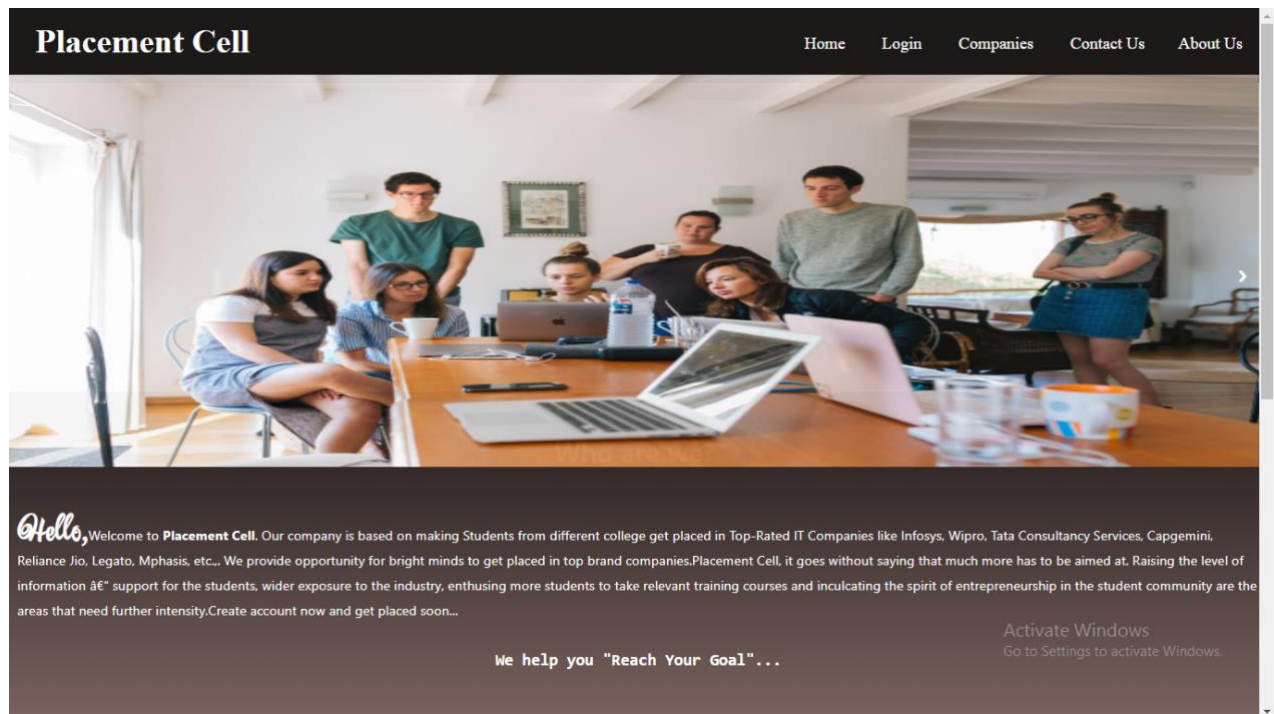 Placement Cell
Home Login Companies Contact Us About Us
Who are we?
Hello,Welcome to Placement Cell. Our company is based on making Students from different college get placed in Top-Rated IT Companies like Infosys, Wipro, Tata Consultancy Services, Capgemini,
Reliance Jio, Legato, Mphasis, etc,.. We provide opportunity for bright minds to get placed in top brand companies.Placement Cell, it goes without saying that much more has to be aimed at. Raising the level of
information â€“ support for the students, wider exposure to the industry, enthusing more students to take relevant training courses and inculcating the spirit of entrepreneurship in the student community are the
areas that need further intensity.Create account now and get placed soon...
Activate Windows
Go to Settings to activate Windows.
We help you "Reach Your Goal"...